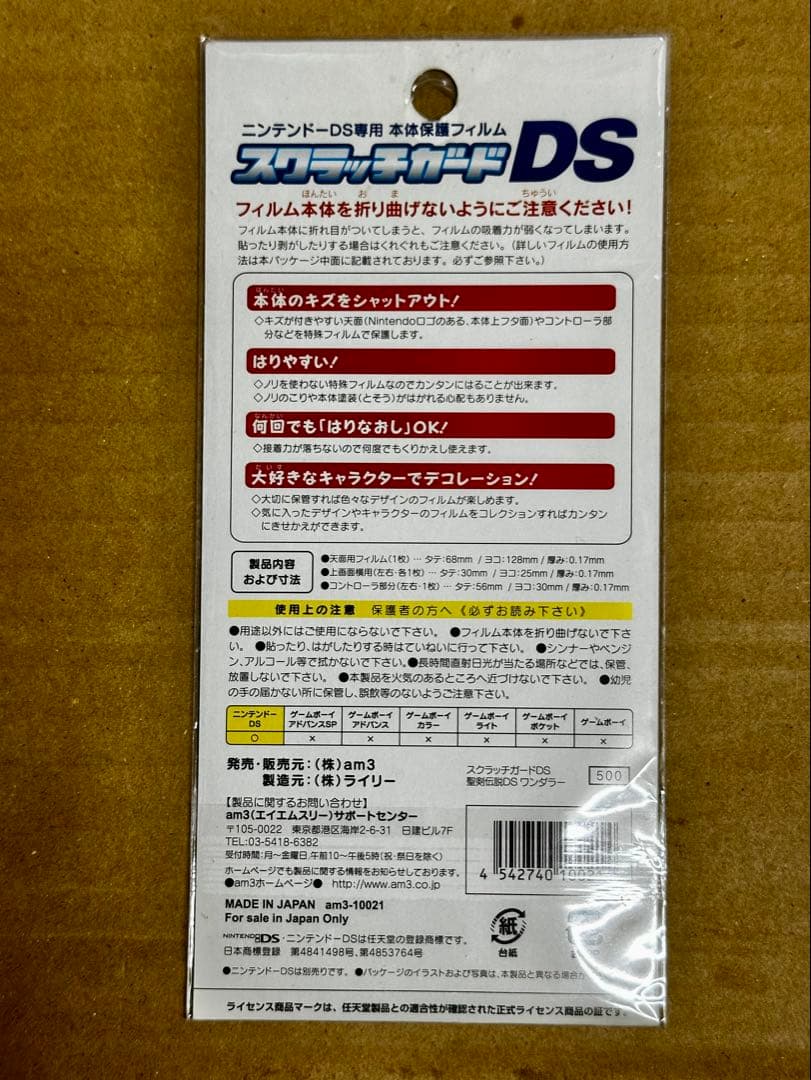 ニンテンドーDS専用 本体保護フィルム
スクラッチガード DS
ほんたい お ま ちゅうい
フィルム本体を折り曲げないようにご注意ください!
フィルム本体に折れ目がついてしまうと、フィルムの吸着力が弱くなってしまいます。
貼ったり剥がしたりする場合はくれぐれもご注意ください。(詳しいフィルムの使用方
法は本パッケージ中面に記載されております。必ずご参照下さい。)
ほんたい
本体のキズをシャットアウト!
◇キズが付きやすい天面(Nintendoロゴのある、本体上フタ面)やコントローラ部
分などを特殊フィルムで保護します。
はりやすい!
◇ノリを使わない特殊フィルムなのでカンタンにはることが出来ます。
◇ノリのこりや本体塗装(とそう)がはがれる心配もありません。
なんかい
何回でも「はりなおし」OK!
◇接着力が落ちないので何度でもくりかえし使えます。
だいす
大好きなキャラクターでデコレーション!
◇大切に保管すれば色々なデザインのフィルムが楽しめます。
◇気に入ったデザインやキャラクターのフィルムをコレクションすればカンタン
にきせかえができます。
製品内容
および寸法
●天面用フィルム(1枚) … タテ:68mm / ヨコ:128mm / 厚み:0.17mm
●上画面横用(左右・各1枚) … タテ:30mm / ヨコ:25mm / 厚み:0.17mm
●コントローラ部分(左右・1枚) … タテ:56mm / ヨコ:30mm / 厚み:0.17mm
使用上の注意 保護者の方へ《必ずお読み下さい》
●用途以外にはご使用にならないで下さい。 ●フィルム本体を折り曲げないで下さ
い。 ●貼ったり、はがしたりする時はていねいに行って下さい。 ●シンナーやベンジ
ン、アルコール等で拭かないで下さい。●長時間直射日光が当たる場所などでは、保管、
放置しないで下さい。 ●本製品を火気のあるところへ近づけないで下さい。 ●幼児
の手の届かない所に保管し、誤飲等のないようご注意下さい。
ニンテンドーDS ゲームボーイアドバンスSP ゲームボーイアドバンス ゲームボーイカラー ゲームボーイライト ゲームボーイポケット ゲームボーイ
○ × × × × × ×
発売・販売元:(株)am3
製造元:(株)ライリー
スクラッチガードDS
聖剣伝説DS ワンダラー
500
【製品に関するお問い合わせ】
am3(エイエムスリー)サポートセンター
〒105-0022 東京都港区海岸2-6-31 日建ビル7F
TEL:03-5418-6382
受付時間:月〜金曜日、午前10〜午後5時(祝・祭日を除く)
ホームページでも製品に関する情報をお知らせしております。
●am3ホームページ● http://www.am3.co.jp
4 542740 1002
MADE IN JAPAN am3-10021
For sale in Japan Only
紙
台紙
NINTENDO DS・ニンテンドーDSは任天堂の登録商標です。
日本商標登録 第4841498号、第4853764号
●ニンテンドーDSは別売りです。 ●パッケージのイラストおよび写真は、本製品と異なる場合が
ライセンス商品マークは、任天堂製品との適合性が確認された正式ライセンス商品の証です。